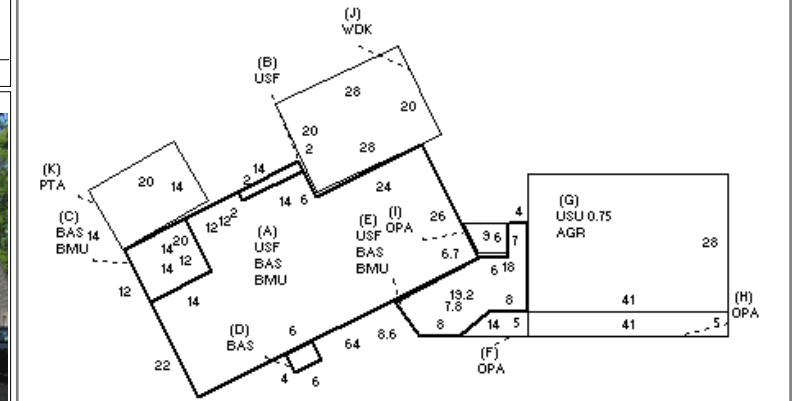 (J)
WDK
(B)
USF
28
20
20
2
28
14
2
(K)
PTA
20
14
(C)
BAS
BMU
14
12
14
20
14
12
12
12
2
14
6
24
(A)
USF
BAS
BMU
(E)
USF
BAS
BMU
(I)
OPA
26
6.7
9
6
4
7
6
18
(G)
USU 0.75
AGR
28
14
12
22
19.2
7.8
8
8
14
5
41
41
5
(H)
OPA
(D)
BAS
6
4
6
64
8.6
(F)
OPA